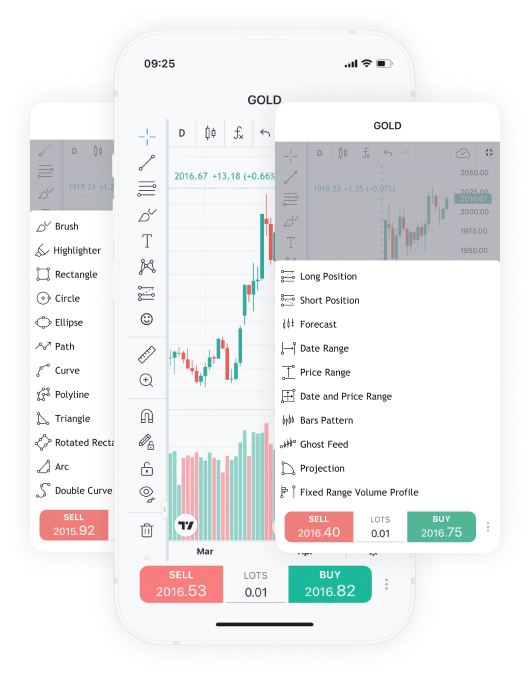 09:25
GOLD
D
2016.67 +13.18 (+0.66%
Mar
SELL
2016.53
LOTS
0.01
BUY
2016.82
D
1919.23 +1.2
Brush
Highlighter
Rectangle
Circle
Ellipse
Path
Curve
Polyline
Triangle
Rotated Recta
Arc
Double Curve
SELL
2015.92
GOLD
D
1919.23 +1.25 (+0.07%)
2050.00
2025.00
2016.67
2000.00
1975.00
1950.00
Long Position
Short Position
Forecast
Date Range
Price Range
Date and Price Range
Bars Pattern
Ghost Feed
Projection
Fixed Range Volume Profile
SELL
2016.40
LOTS
0.01
BUY
2016.75